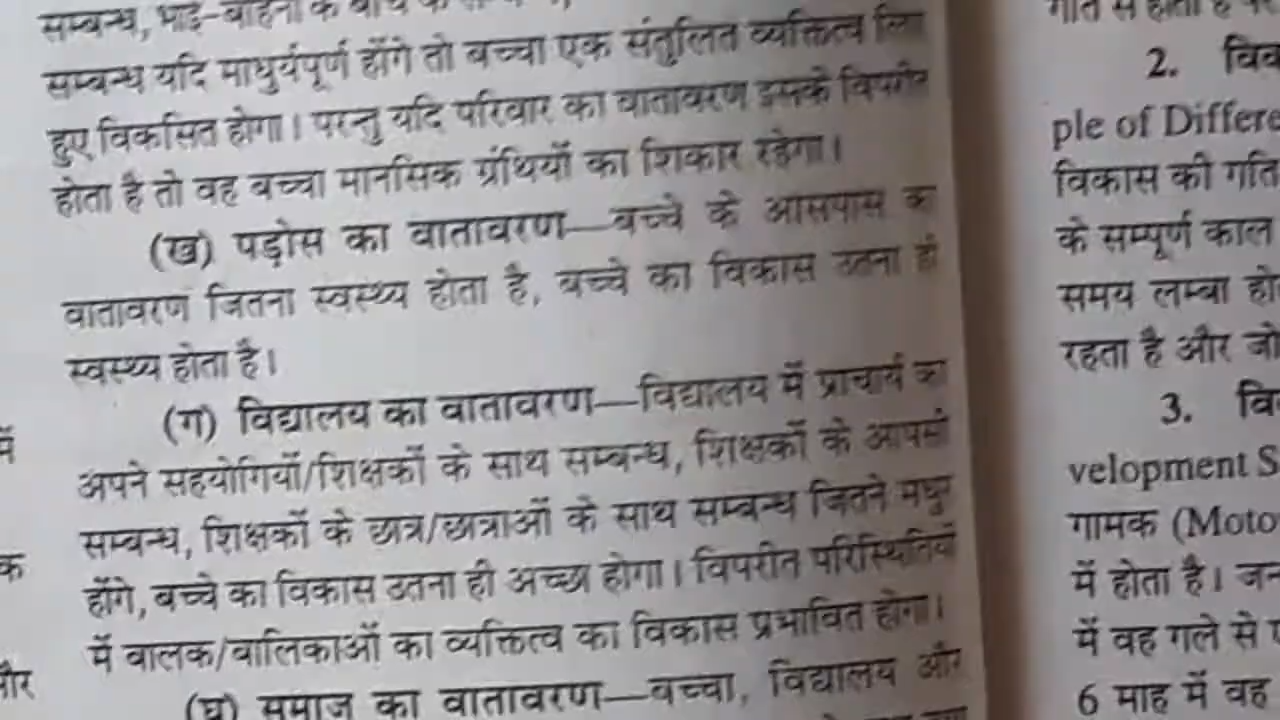 सम्बन्ध, भाई-बहिनों के बीच के
सम्बन्ध यदि माधुर्यपूर्ण होंगे तो बच्चा एक संतुलित व्यक्तित्व लिए
हुए विकसित होगा। परन्तु यदि परिवार का वातावरण इसके विपरीत
होता है तो वह बच्चा मानसिक ग्रंथियों का शिकार रहेगा।
(ख) पड़ोस का वातावरण—बच्चे के आसपास का
वातावरण जितना स्वस्थ्य होता है, बच्चे का विकास उतना ही
स्वस्थ्य होता है।
(ग) विद्यालय का वातावरण—विद्यालय में प्राचार्य का
अपने सहयोगियों/शिक्षकों के साथ सम्बन्ध, शिक्षकों के आपसी
सम्बन्ध, शिक्षकों के छात्र/छात्राओं के साथ सम्बन्ध जितने मधुर
होंगे, बच्चे का विकास उतना ही अच्छा होगा। विपरीत परिस्थितियों
में बालक/बालिकाओं का व्यक्तित्व का विकास प्रभावित होगा।
(घ) समाज का वातावरण—बच्चा, विद्यालय और
में
क
और
गति से होता है
2.
ple of Differe
विकास की गति
के सम्पूर्ण काल
समय लम्बा हो
रहता है और जो
3.
velopment S
गामक (Moto
में होता है।
में वह गले से
6 माह में वह